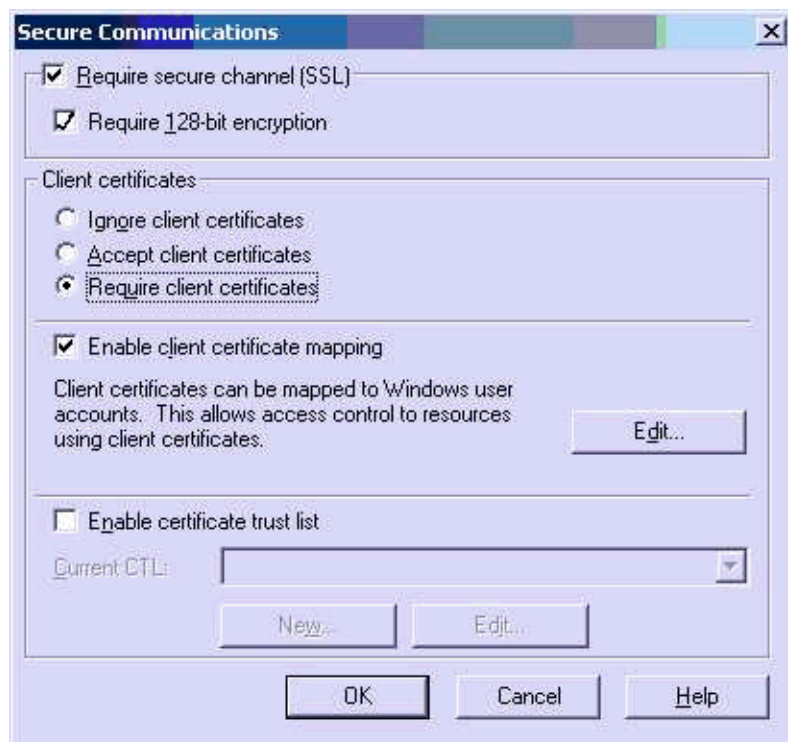 Secure Communications
Require secure channel (SSL)
Require 128-bit encryption
Client certificates
Ignore client certificates
Accept client certificates
Require client certificates
Enable client certificate mapping
Client certificates can be mapped to Windows user
accounts. This allows access control to resources
using client certificates.
Edit...
Enable certificate trust list
Current CTL:
New... Edit...
OK Cancel Help